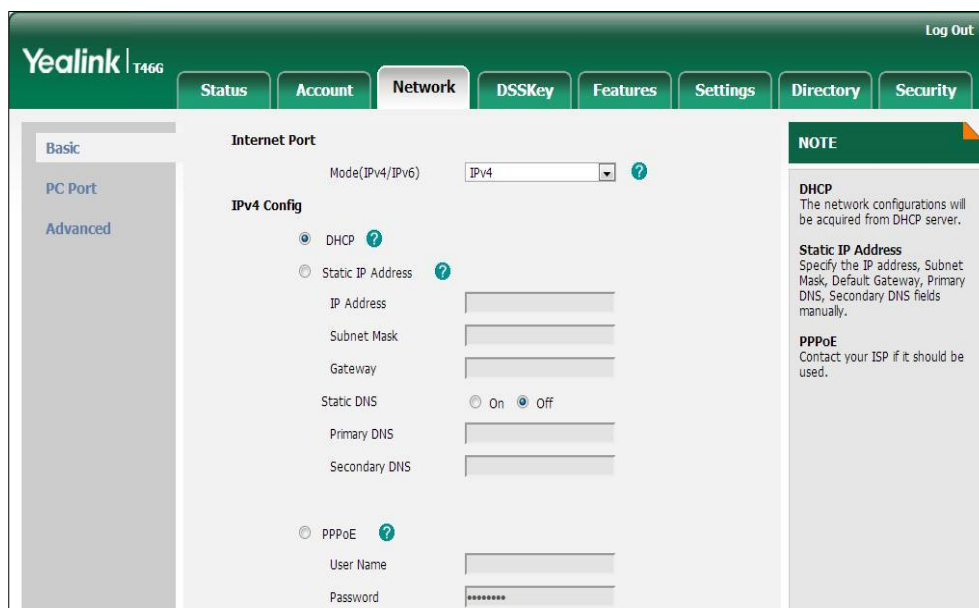 Log Out
Yealink T46G
Status Account Network DSSKey Features Settings Directory Security
Basic
PC Port
Advanced
Internet Port
Mode(IPv4/IPv6) IPv4 ?
IPv4 Config
DHCP ?
Static IP Address ?
IP Address
Subnet Mask
Gateway
Static DNS On Off
Primary DNS
Secondary DNS
PPPoE ?
User Name
Password ••••••••
NOTE
DHCP
The network configurations will
be acquired from DHCP server.
Static IP Address
Specify the IP address, Subnet
Mask, Default Gateway, Primary
DNS, Secondary DNS fields
manually.
PPPoE
Contact your ISP if it should be
used.